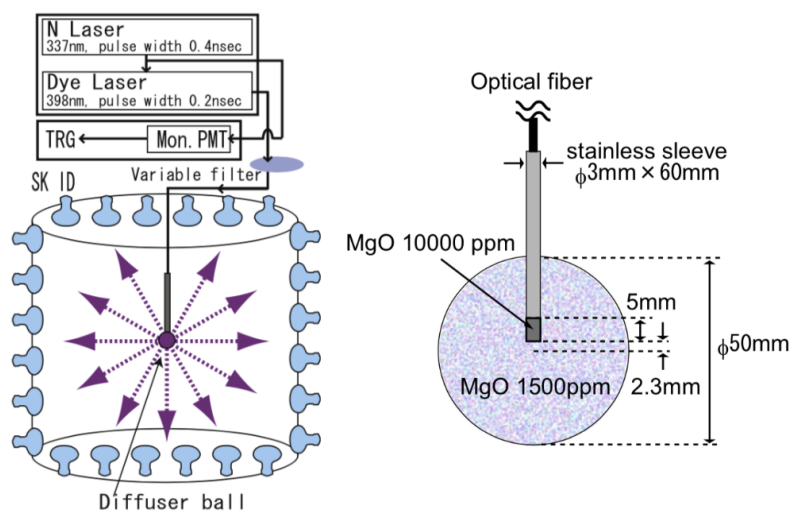 N Laser
337nm, pulse width 0.4nsec
Dye Laser
398nm, pulse width 0.2nsec
TRG
Mon. PMT
Variable filter
SK ID
Diffuser ball
Optical fiber
stainless sleeve
ϕ3mm×60mm
MgO 10000 ppm
5mm
ϕ50mm
MgO 1500ppm
2.3mm